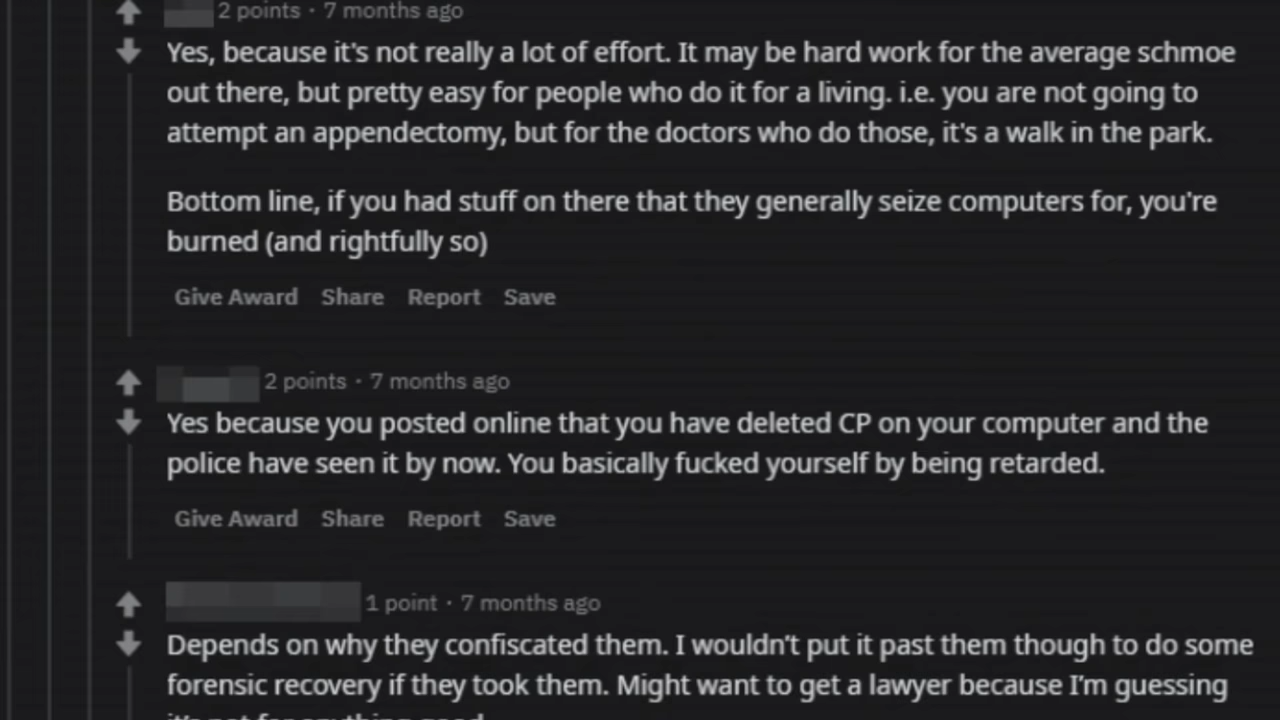 2 points · 7 months ago
Yes, because it's not really a lot of effort. It may be hard work for the average schmoe
out there, but pretty easy for people who do it for a living. i.e. you are not going to
attempt an appendectomy, but for the doctors who do those, it's a walk in the park.
Bottom line, if you had stuff on there that they generally seize computers for, you're
burned (and rightfully so)
Give Award Share Report Save
2 points · 7 months ago
Yes because you posted online that you have deleted CP on your computer and the
police have seen it by now. You basically fucked yourself by being retarded.
Give Award Share Report Save
1 point · 7 months ago
Depends on why they confiscated them. I wouldn't put it past them though to do some
forensic recovery if they took them. Might want to get a lawyer because I'm guessing
it's not for anything good.